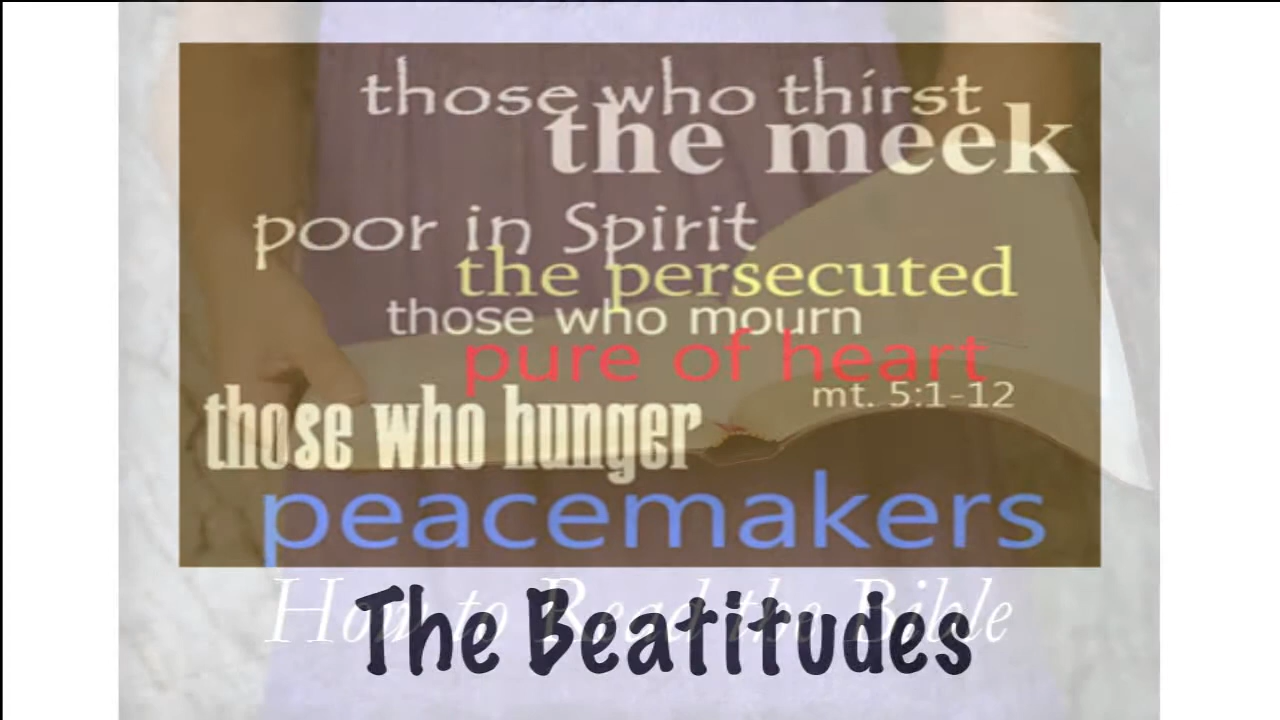 those who thirst
the meek
poor in Spirit
the persecuted
those who mourn
pure of heart
mt. 5:1-12
those who hunger
peacemakers
How to Read the Bible
The Beatitudes